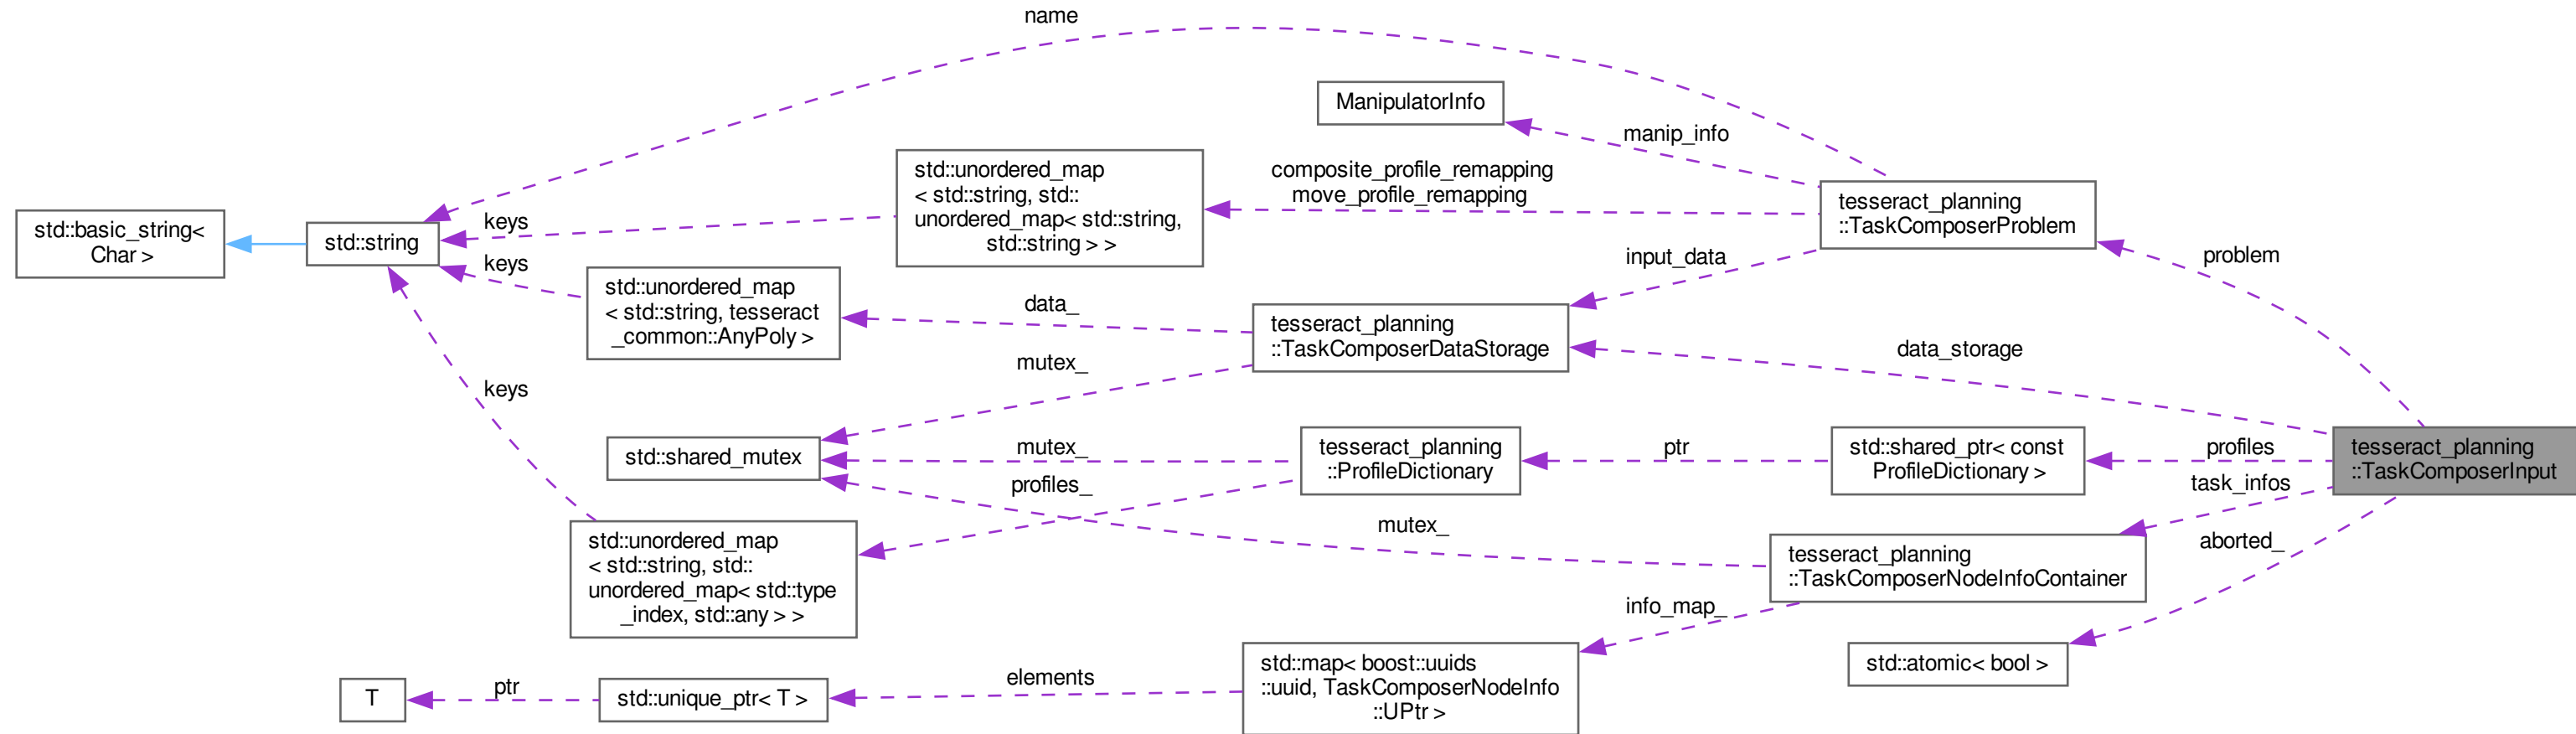 name
ManipulatorInfo
manip_info
std::unordered_map
< std::string, std::
unordered_map< std::string,
std::string > >
composite_profile_remapping
move_profile_remapping
tesseract_planning
::TaskComposerProblem
std::basic_string<
Char >
std::string
keys
keys
input_data
problem
std::unordered_map
< std::string, tesseract
_common::AnyPoly >
data_
tesseract_planning
::TaskComposerDataStorage
data_storage
mutex_
keys
std::shared_mutex
mutex_
tesseract_planning
::ProfileDictionary
ptr
std::shared_ptr< const
ProfileDictionary >
profiles
tesseract_planning
::TaskComposerInput
profiles_
task_infos
std::unordered_map
< std::string, std::
unordered_map< std::type
_index, std::any > >
mutex_
tesseract_planning
::TaskComposerNodeInfoContainer
aborted_
info_map_
std::atomic< bool >
T
ptr
std::unique_ptr< T >
elements
std::map< boost::uuids
::uuid, TaskComposerNodeInfo
::UPtr >